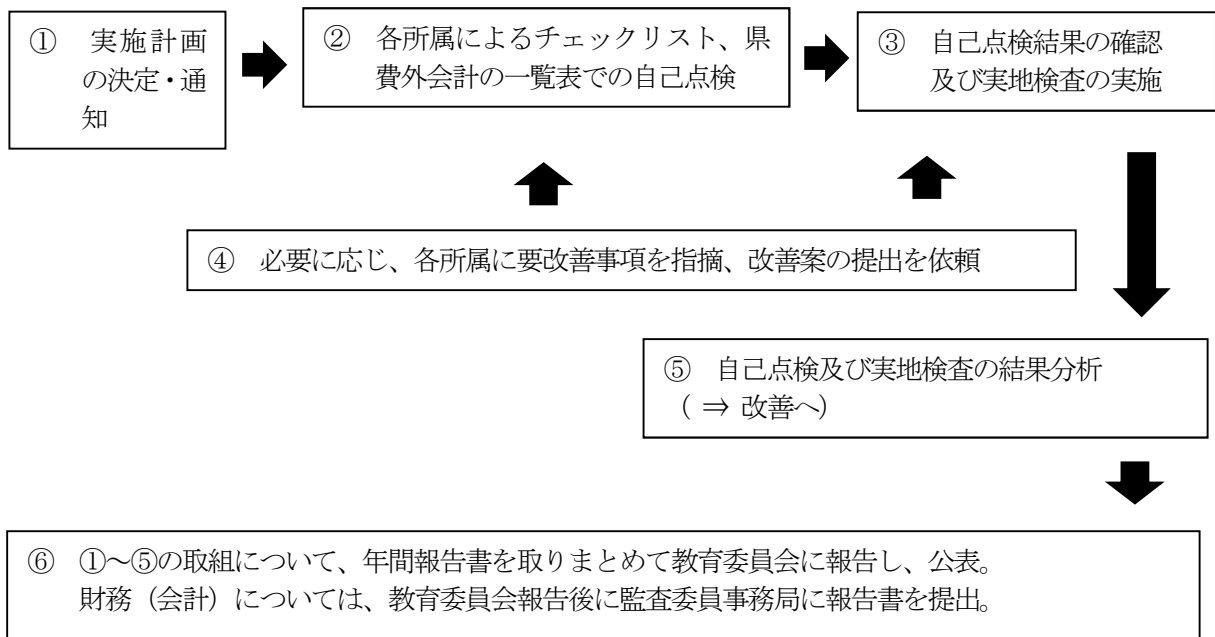 ① 実施計画
の決定・通
知
② 各所属によるチェックリスト、県
費外会計の一覧表での自己点検
③ 自己点検結果の確認
及び実地検査の実施
④ 必要に応じ、各所属に要改善事項を指摘、改善案の提出を依頼
⑤ 自己点検及び実地検査の結果分析
( ⇒ 改善へ)
⑥ ①～⑤の取組について、年間報告書を取りまとめて教育委員会に報告し、公表。
財務（会計）については、教育委員会報告後に監査委員事務局に報告書を提出。